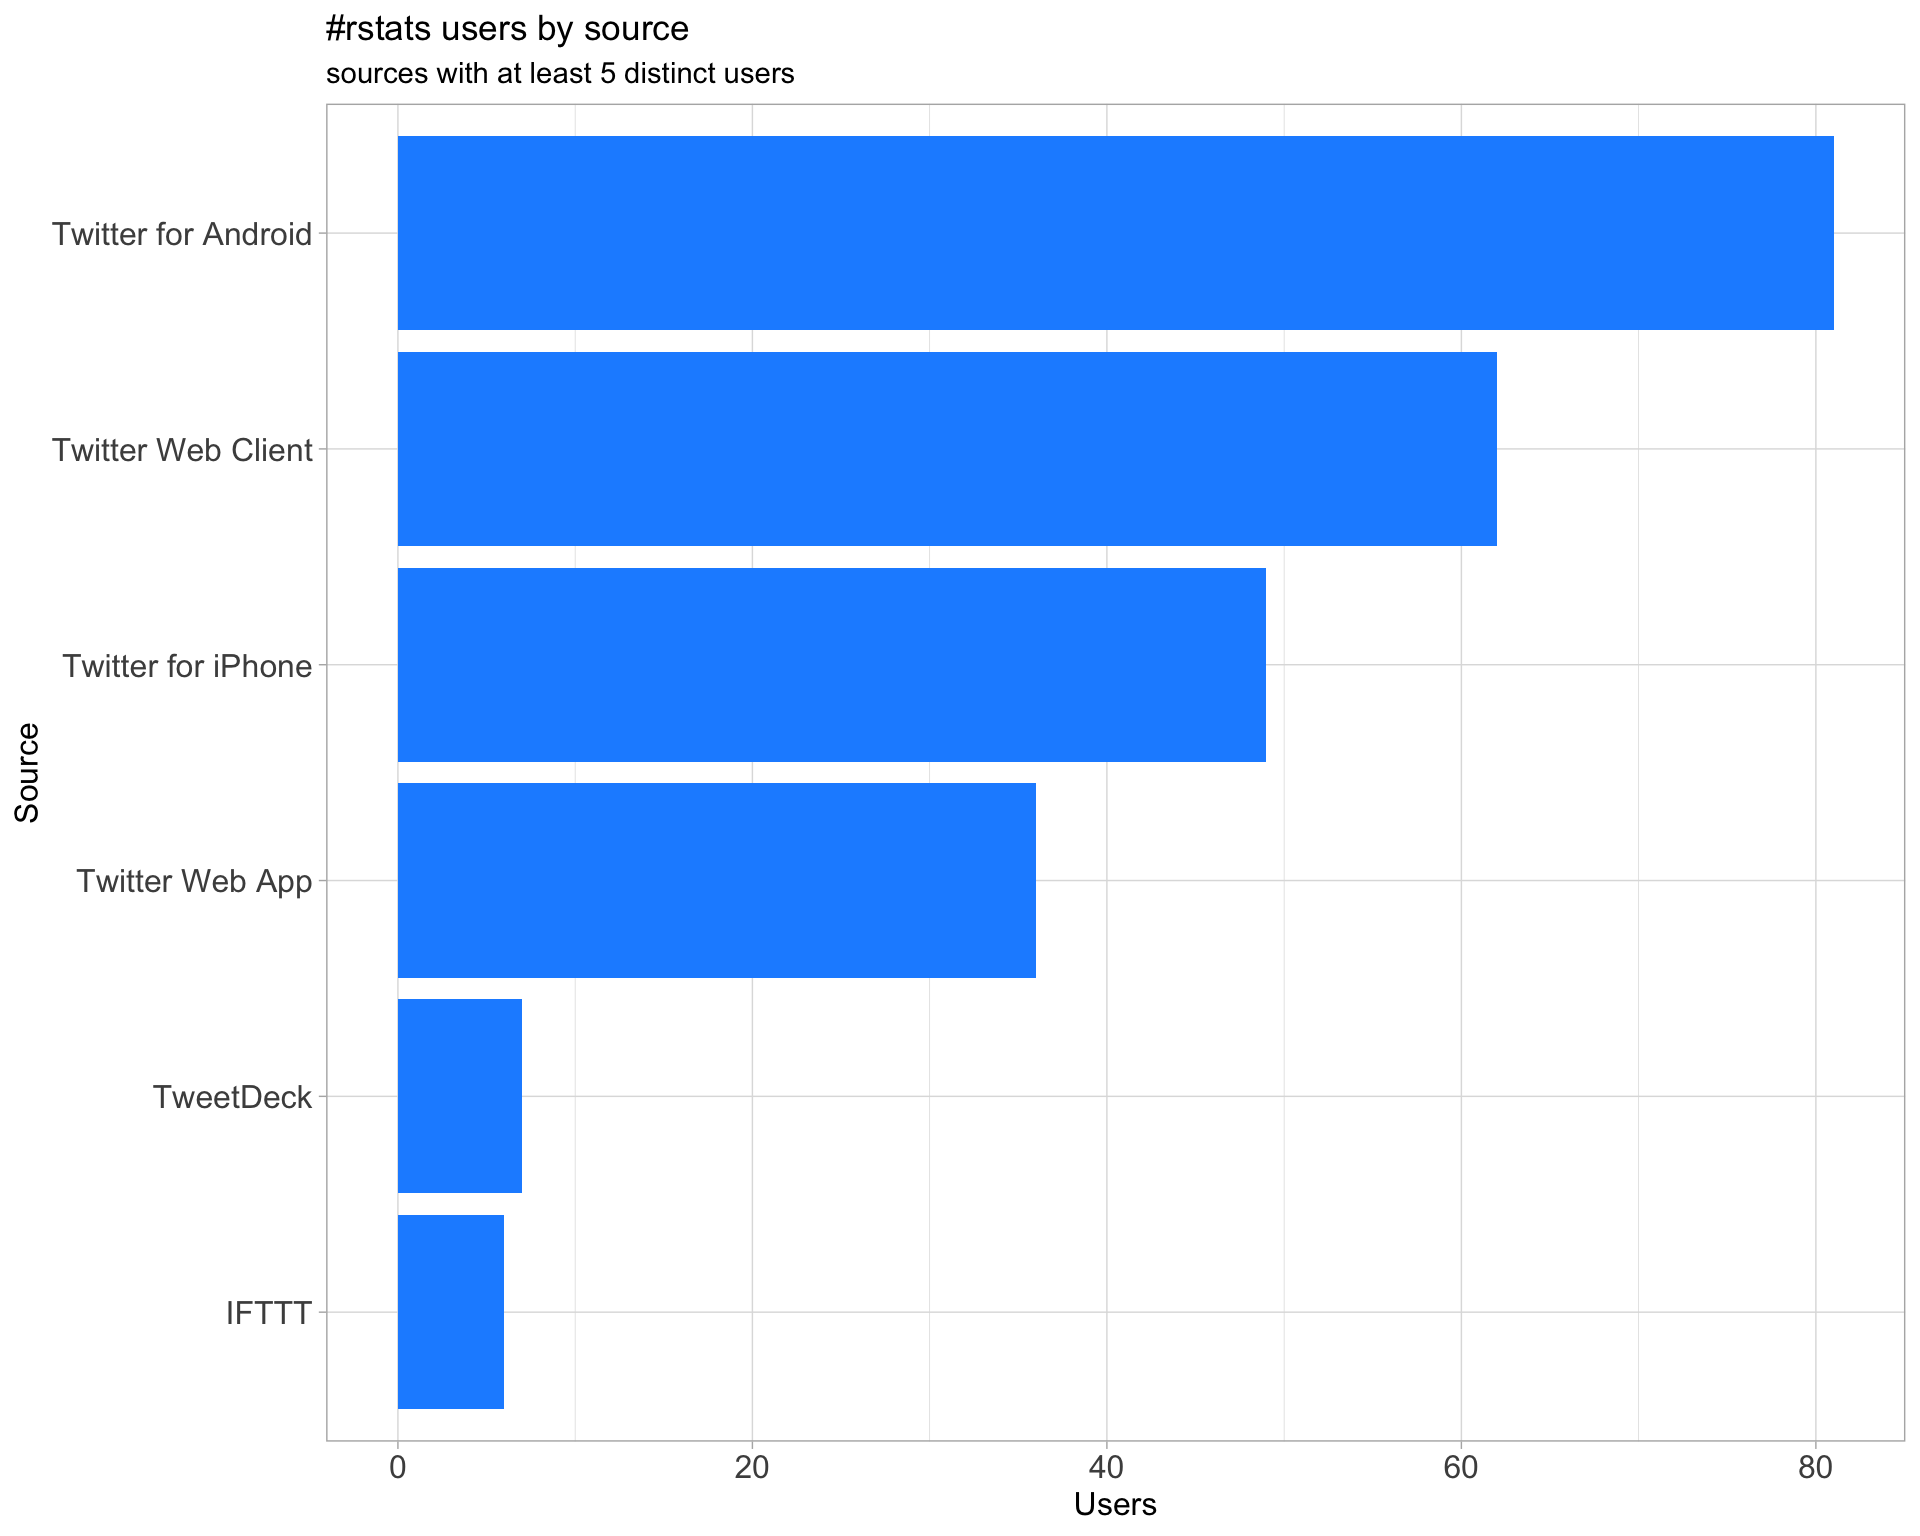 #rstats users by source
sources with at least 5 distinct users
Twitter for Android
Twitter Web Client
Twitter for iPhone
Twitter Web App
TweetDeck
IFTTT
Source
0 20 40 60 80
Users